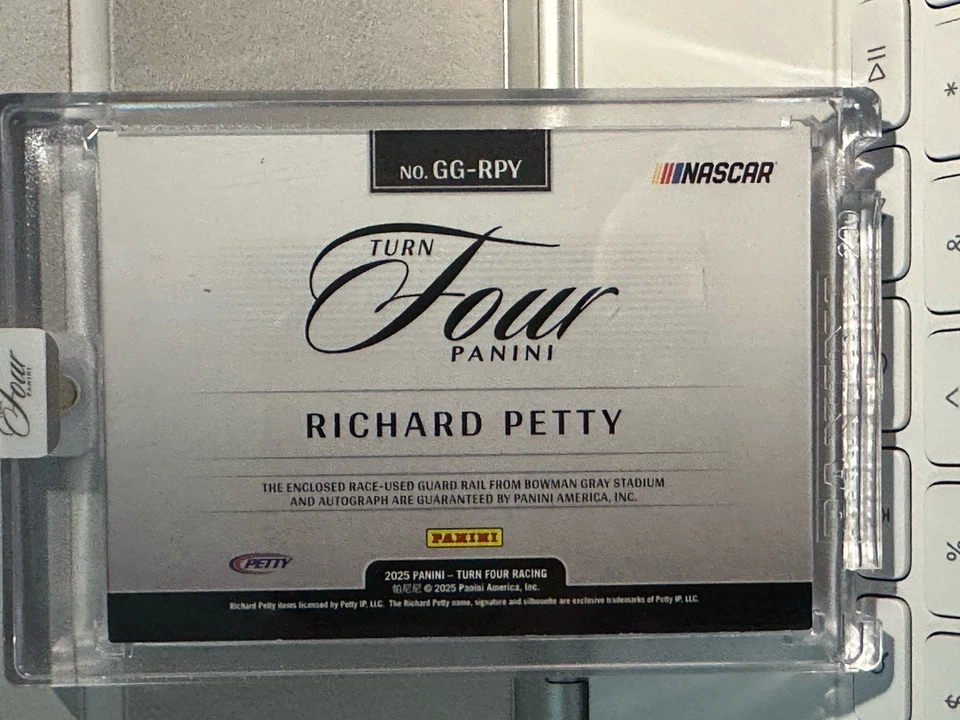 NO. GG-RPY
NASCAR
TURN
Four
PANINI
RICHARD PETTY
THE ENCLOSED RACE-USED GUARD RAIL FROM BOWMAN GRAY STADIUM
AND AUTOGRAPH ARE GUARANTEED BY PANINI AMERICA, INC.
PANINI
PETTY
2025 PANINI – TURN FOUR RACING
帕尼尼 © 2025 Panini America, Inc.
Richard Petty items licensed by Petty IP, LLC. The Richard Petty name, signature and silhouette are exclusive trademarks of Petty IP, LLC.
Four
PANINI
*
&
^
%
$